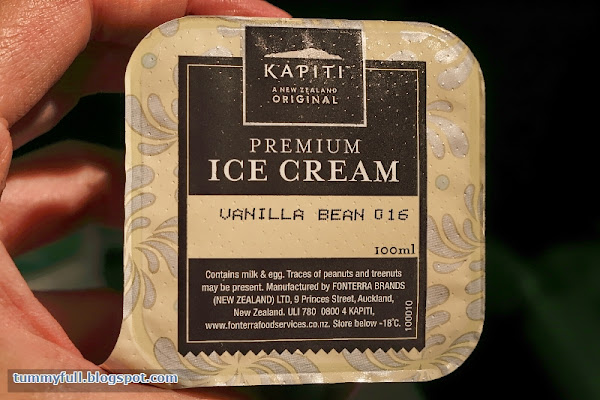 KAPITI
A NEW ZEALAND
ORIGINAL
PREMIUM
ICE CREAM
VANILLA BEAN G16
100ml
Contains milk & egg. Traces of peanuts and treenuts
may be present. Manufactured by FONTERRA BRANDS
(NEW ZEALAND) LTD, 9 Princes Street, Auckland,
New Zealand. ULI 780 0800 4 KAPITI,
www.fonterrafoodservices.co.nz. Store below -18°C.
100010
tummyfull.blogspot.com